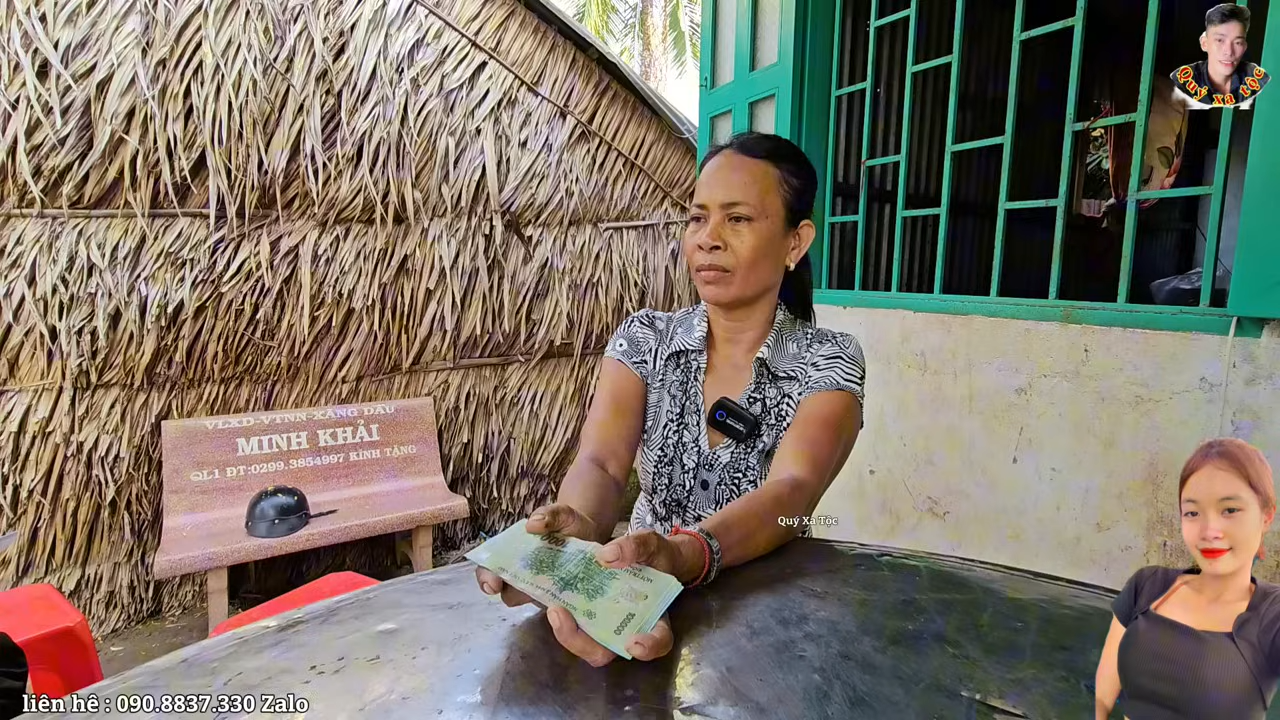 Quý xa tộc
VLXD-VTNN-XĂNG DẦU
MINH KHẢI
QL1 ĐT:0299.3854997 KÍNH TẶNG
Quý Xa Tộc
liên hê : 090.8837.330 Zalo